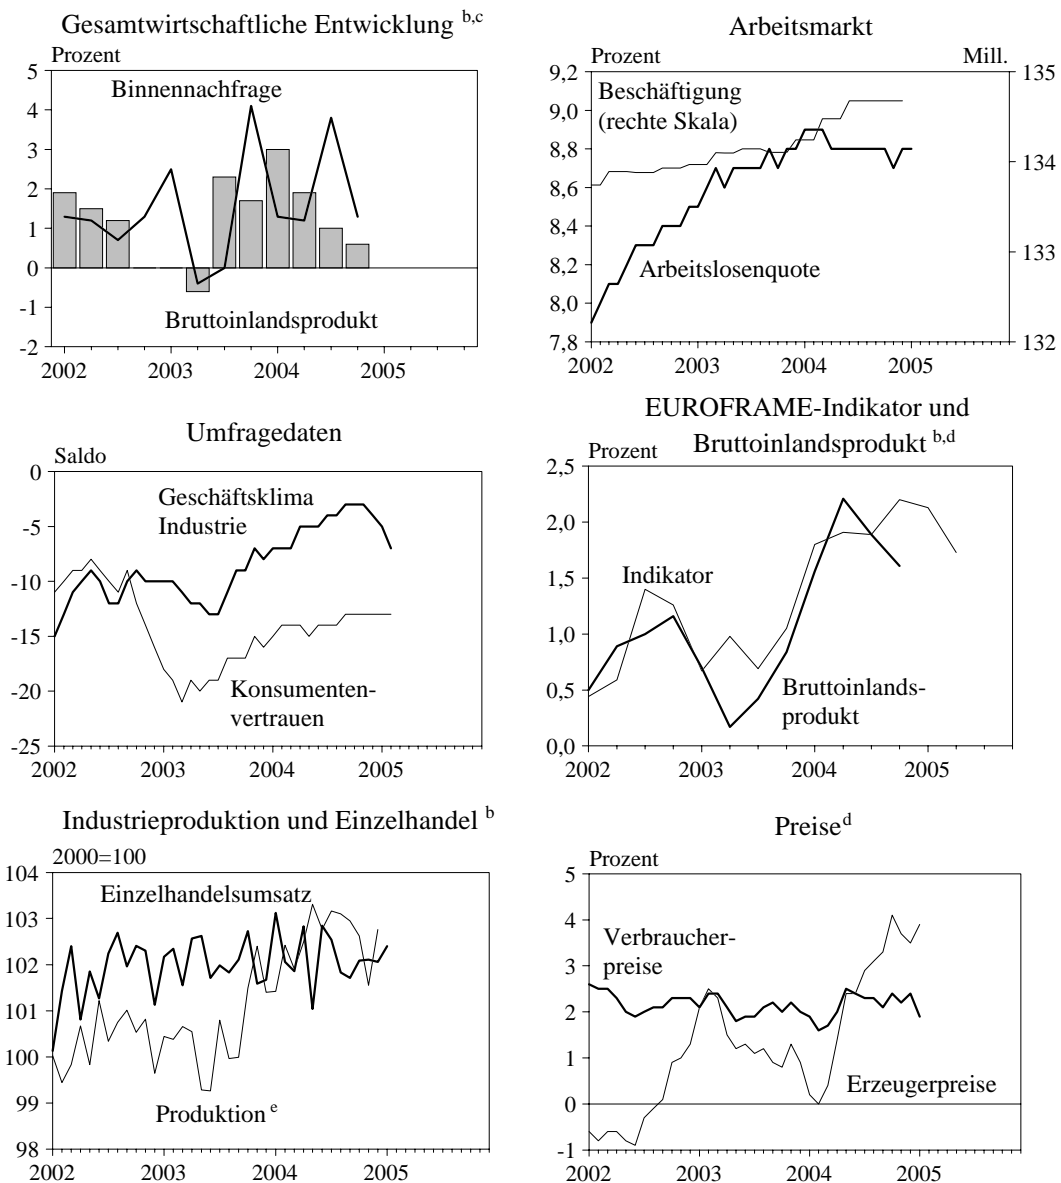 Gesamtwirtschaftliche Entwicklung b,c
Prozent
Binnennachfrage
5
4
3
2
1
0
-1
-2
Bruttoinlandsprodukt
2002 2003 2004 2005
Arbeitsmarkt
Prozent Mill.
9,2
9,0
8,8
8,6
8,4
8,2
8,0
7,8
Beschäftigung
(rechte Skala)
Arbeitslosenquote
135
134
133
132
2002 2003 2004 2005
Umfragedaten
Saldo
0
-5
-10
-15
-20
-25
Geschäftsklima
Industrie
Konsumenten-
vertrauen
2002 2003 2004 2005
EUROFRAME-Indikator und
Bruttoinlandsprodukt b,d
Prozent
2,5
2,0
1,5
1,0
0,5
0,0
Indikator
Bruttoinlands-
produkt
2002 2003 2004 2005
Industrieproduktion und Einzelhandel b
2000=100
104
103
102
101
100
99
98
Einzelhandelsumsatz
Produktion e
2002 2003 2004 2005
Preise d
Prozent
5
4
3
2
1
0
-1
Verbraucher-
preise
Erzeugerpreise
2002 2003 2004 2005